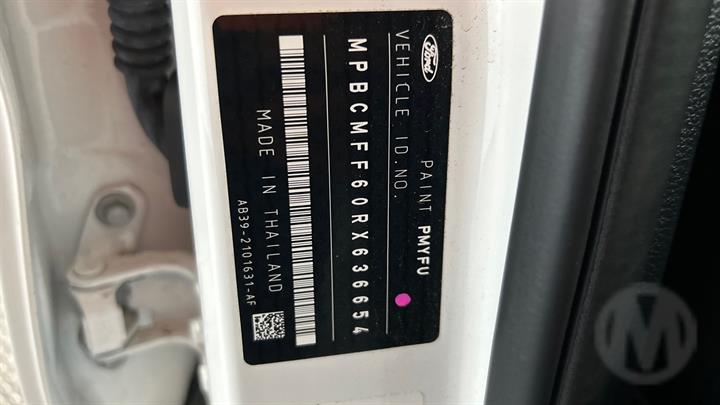 Ford
PAINT PMYFU
VEHICLE ID.NO.
MPBCMFF60RX636654
MADE IN THAILAND
AB39-2101631-AF
M